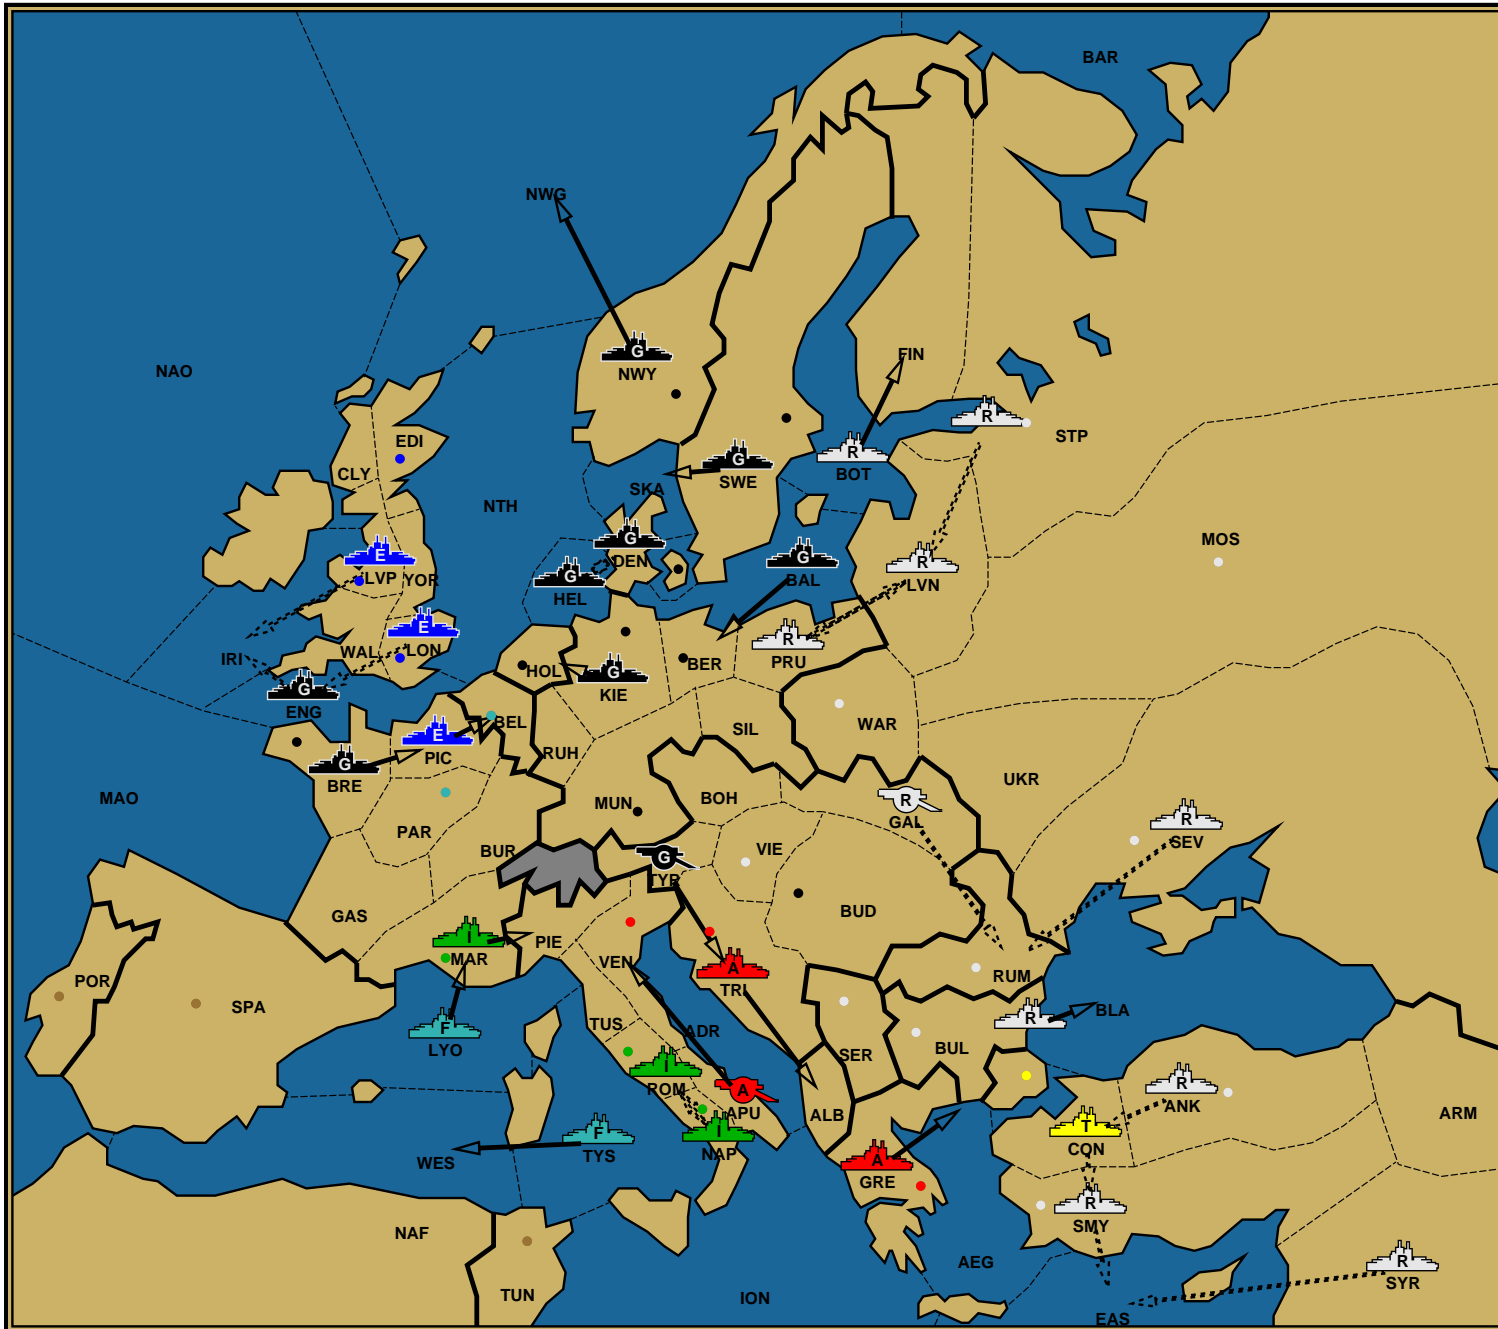 BAR
NWG
G
NWY
NAO
FIN
R
STP
EDI
R
BOT
CLY
G
SWE
SKA
NTH
G
DEN
MOS
E
LVP
YOR
G
HEL
G
BAL
R
LVN
E
LON
WAL
IRI
R
PRU
HOL
G
KIE
BER
G
ENG
BEL
E
PIC
SIL
WAR
RUH
G
BRE
UKR
MAO
MUN
BOH
R
GAL
R
SEV
PAR
BUR
VIE
G
TYR
GAS
BUD
I
MAR
PIE
VEN
A
TRI
RUM
POR
SPA
F
LYO
TUS
ADR
R
BLA
SER
BUL
I
ROM
A
APU
ALB
R
ANK
ARM
T
CON
F
TYS
WES
I
NAP
A
GRE
R
SMY
NAF
AEG
R
SYR
TUN
ION
EAS